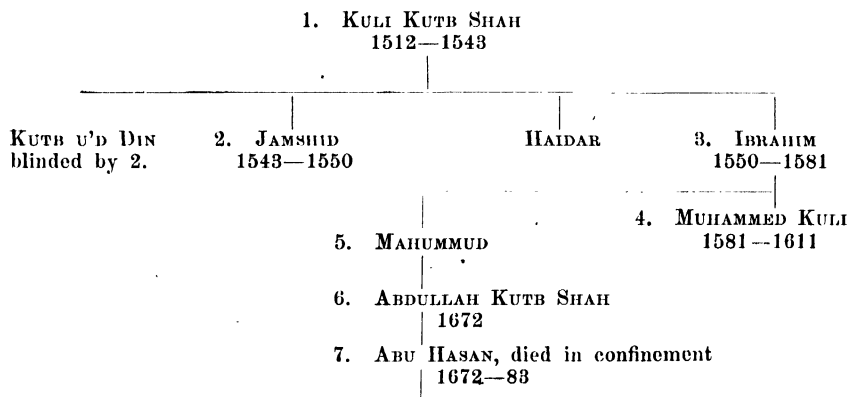 1. KULI KUTB SHAH
1512—1543
KUTB U'D DIN 2. JAMSHID HAIDAR 3. IBRAHIM
blinded by 2. 1543—1550 1550—1581
4. MUHAMMED KULI
5. MAHUMMUD 1581—1611
6. ABDULLAH KUTB SHAH
1672
7. ABU HASAN, died in confinement
1672—83